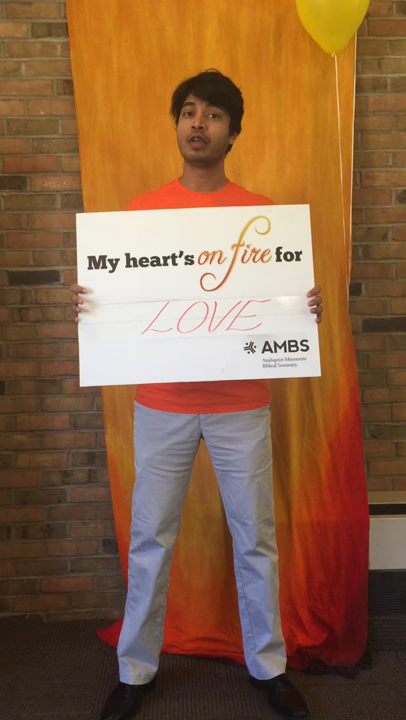 My heart's on fire for
LOVE
AMBS
Anabaptist Mennonite
Biblical Seminary